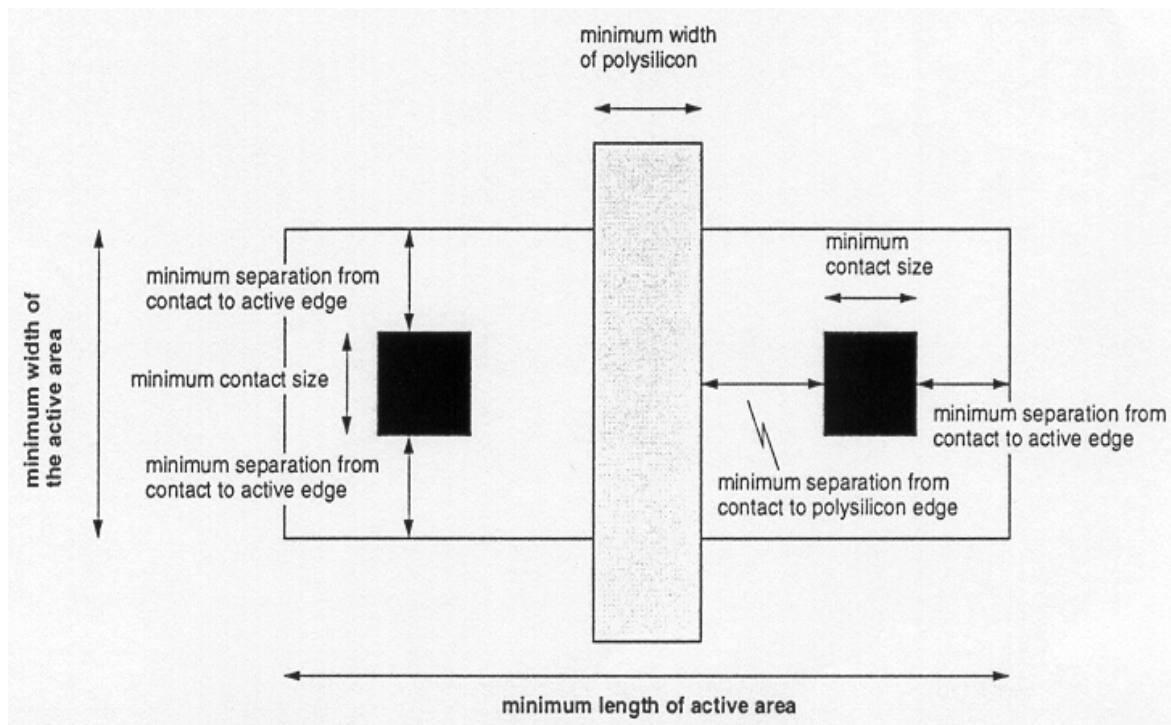 minimum width
of polysilicon
minimum
contact size
minimum separation from
contact to active edge
minimum width of
the active area
minimum contact size
minimum separation from
contact to active edge
minimum separation from
contact to active edge
minimum separation from
contact to polysilicon edge
minimum length of active area